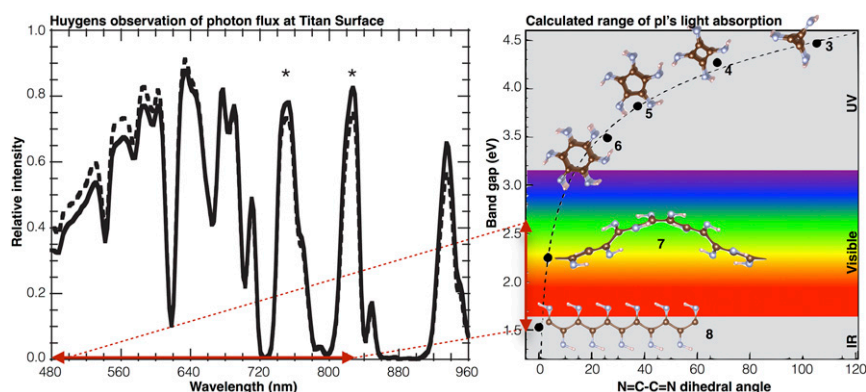 Huygens observation of photon flux at Titan Surface
1.0
0.8
0.6
0.4
0.2
0.0
Relative intensity
* *
480 560 640 720 800 880 960
Wavelength (nm)
Calculated range of pI's light absorption
4.5
4.0
3.5
3.0
2.5
2.0
1.5
Band gap (eV)
3
4
5
6
7
8
UV
Visible
IR
0 20 40 60 80 100 120
N=C-C=N dihedral angle